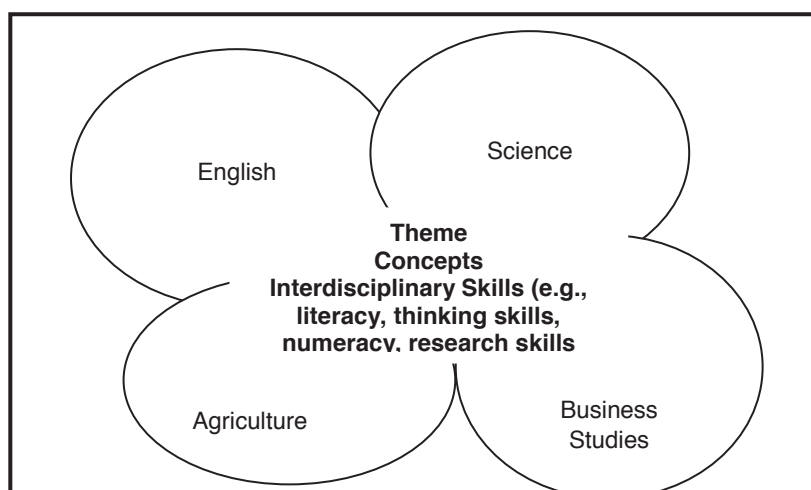 English
Science
Theme
Concepts
Interdisciplinary Skills (e.g.,
literacy, thinking skills,
numeracy, research skills
Agriculture
Business
Studies